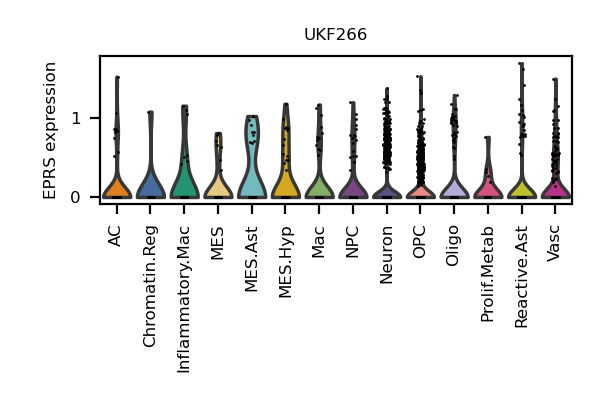 UKF266
EPRS expression
1
0
AC
Chromatin.Reg
Inflammatory.Mac
MES
MES.Ast
MES.Hyp
Mac
NPC
Neuron
OPC
Oligo
Prolif.Metab
Reactive.Ast
Vasc